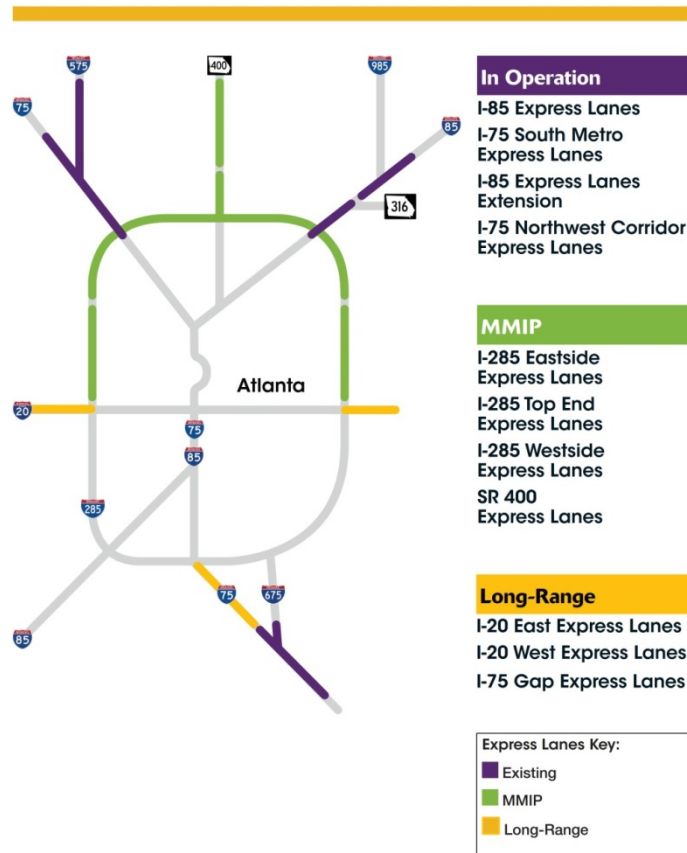 575
400
985
75
85
316
Atlanta
20
75
85
285
75
675
85
In Operation
I-85 Express Lanes
I-75 South Metro
Express Lanes
I-85 Express Lanes
Extension
I-75 Northwest Corridor
Express Lanes
MMIP
I-285 Eastside
Express Lanes
I-285 Top End
Express Lanes
I-285 Westside
Express Lanes
SR 400
Express Lanes
Long-Range
I-20 East Express Lanes
I-20 West Express Lanes
I-75 Gap Express Lanes
Express Lanes Key:
Existing
MMIP
Long-Range